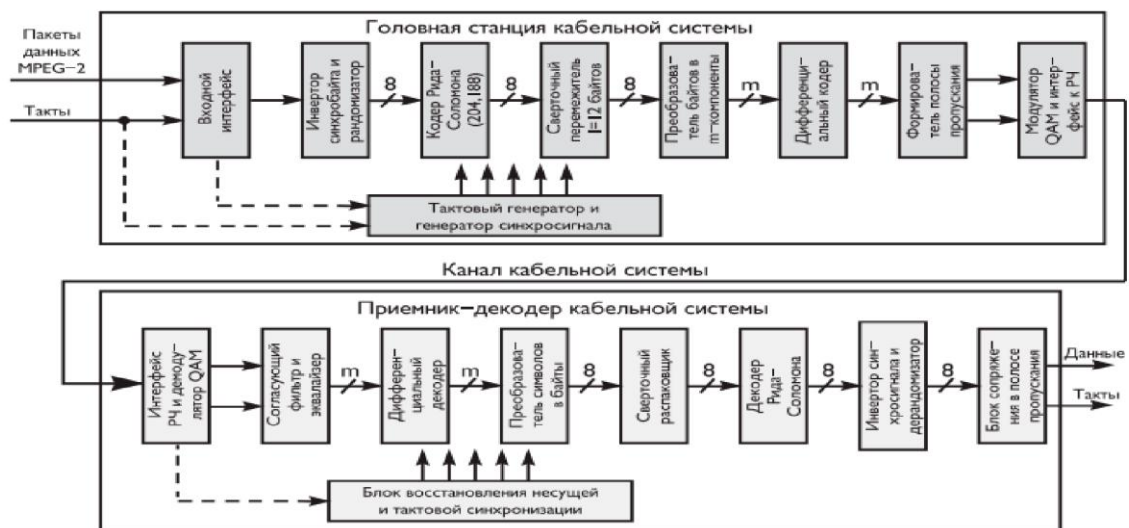 Головная станция кабельной системы
Пакеты
данных
MPEG-2
Такты
Входной
интерфейс
Инвертор
синхробайта и
рандомизатор
8
Кодер Рида-
Соломона
(204,188)
8
Сверточный
перемежитель
I=12 байтов
8
Преобразова-
тель байтов в
m-компоненты
m
Дифференци-
альный кодер
m
Формирова-
тель полосы
пропускания
Модулятор
QAM и интер-
фейс к РЧ
Тактовый генератор и
генератор синхросигнала
Канал кабельной системы
Приемник-декодер кабельной системы
Интерфейс
РЧ и демоду-
лятор QAM
Согласующий
фильтр и
эквалайзер
m
Дифферен-
циальный
декодер
m
Преобразова-
тель символов
в байты
8
Сверточный
распаковщик
8
Декодер
Рида-
Соломона
8
Инвертор син-
хросигнала и
дерандомизатор
8
Блок сопряже-
ния в полосе
пропускания
Данные
Такты
Блок восстановления несущей
и тактовой синхронизации